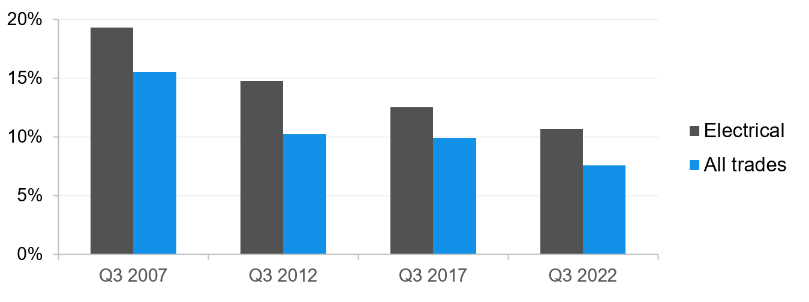 20%
15%
10%
5%
0%
Q3 2007
Q3 2012
Q3 2017
Q3 2022
Electrical
All trades